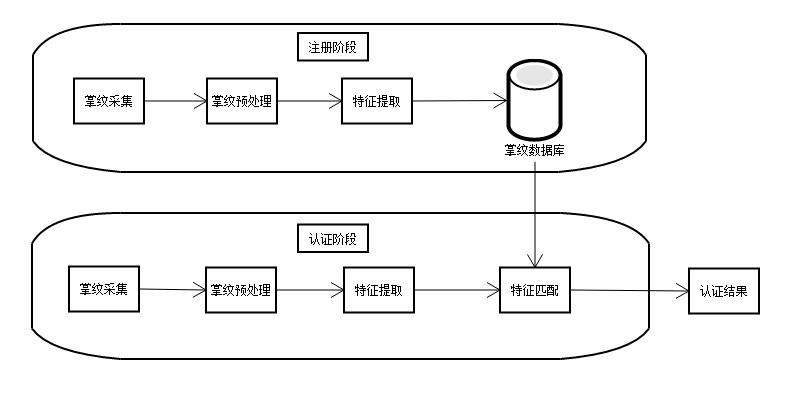 注册阶段
掌纹采集
掌纹预处理
特征提取
掌纹数据库
认证阶段
掌纹采集
掌纹预处理
特征提取
特征匹配
认证结果